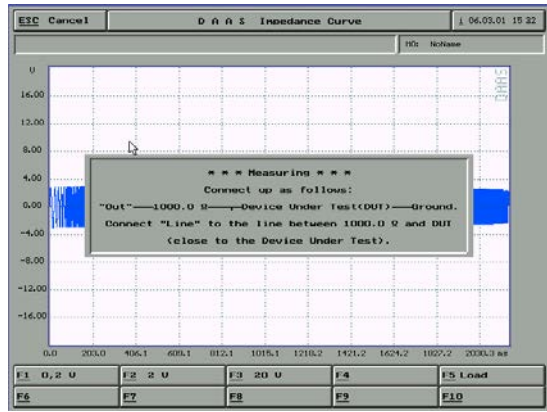 ESC Cancel
D A A S Impedance Curve
i 06.03.01 15 22
MO: NoName
U
16.00
12.00
8.00
4.00
0.00
-4.00
-8.00
-12.00
-16.00
DAAS
* * * Measuring * * *
Connect up as follows:
"Out"——1000.0 Ω——.—Device Under Test(DUT)——Ground.
Connect "Line" to the line between 1000.0 Ω and DUT
(close to the Device Under Test).
0.0 203.0 406.1 609.1 812.1 1015.1 1218.2 1421.2 1624.2 1827.2 2030.3 ms
F1 0,2 V F2 2 V F3 20 V F4 F5 Load
F6 F7 F8 F9 F10